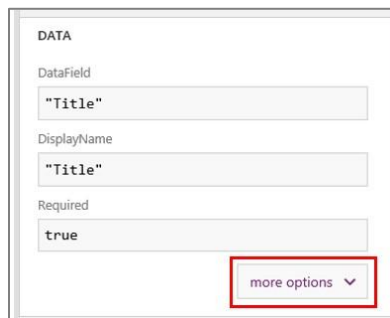 DATA
DataField
"Title"
DisplayName
"Title"
Required
true
more options